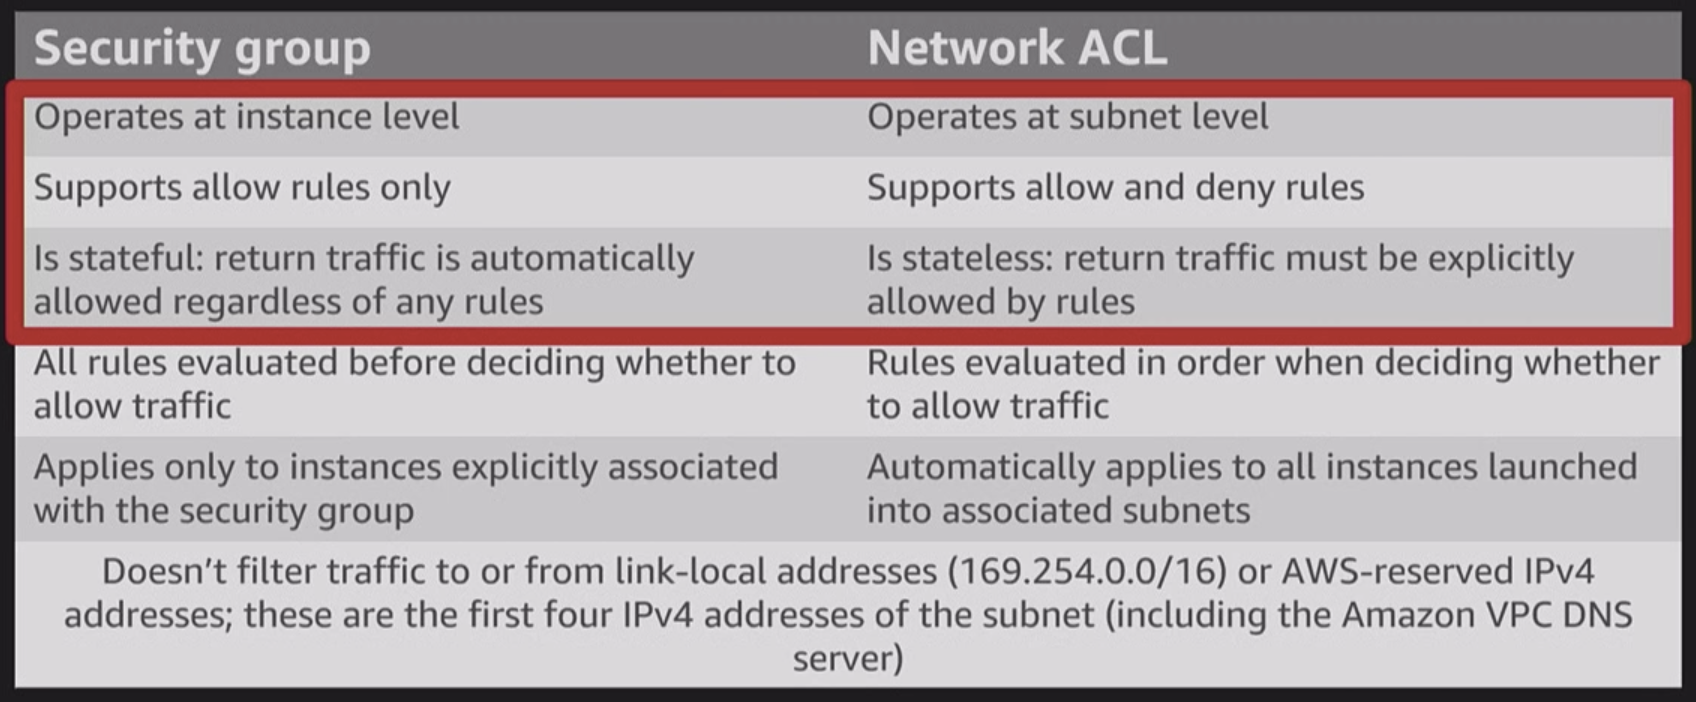 Security group
Network ACL
Operates at instance level
Operates at subnet level
Supports allow rules only
Supports allow and deny rules
Is stateful: return traffic is automatically
allowed regardless of any rules
Is stateless: return traffic must be explicitly
allowed by rules
All rules evaluated before deciding whether to
allow traffic
Rules evaluated in order when deciding whether
to allow traffic
Applies only to instances explicitly associated
with the security group
Automatically applies to all instances launched
into associated subnets
Doesn’t filter traffic to or from link-local addresses (169.254.0.0/16) or AWS-reserved IPv4
addresses; these are the first four IPv4 addresses of the subnet (including the Amazon VPC DNS
server)